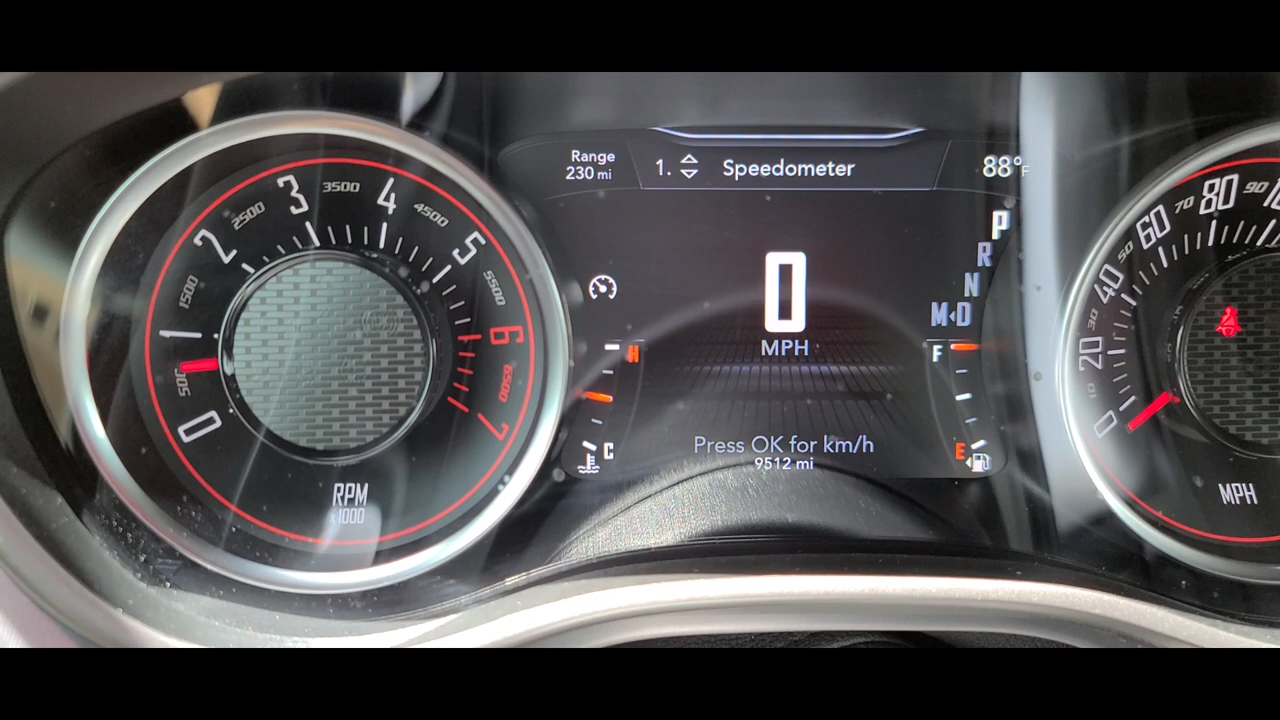 Range
230 mi
1. Speedometer
88°F
0
500
1
1500
2
2500
3
3500
4
4500
5
5500
6
6500
7
RPM
x1000
0
MPH
P
R
N
M D
H
C
F
E
Press OK for km/h
9512 mi
0
10
20
30
40
50
60
70
80
90
MPH